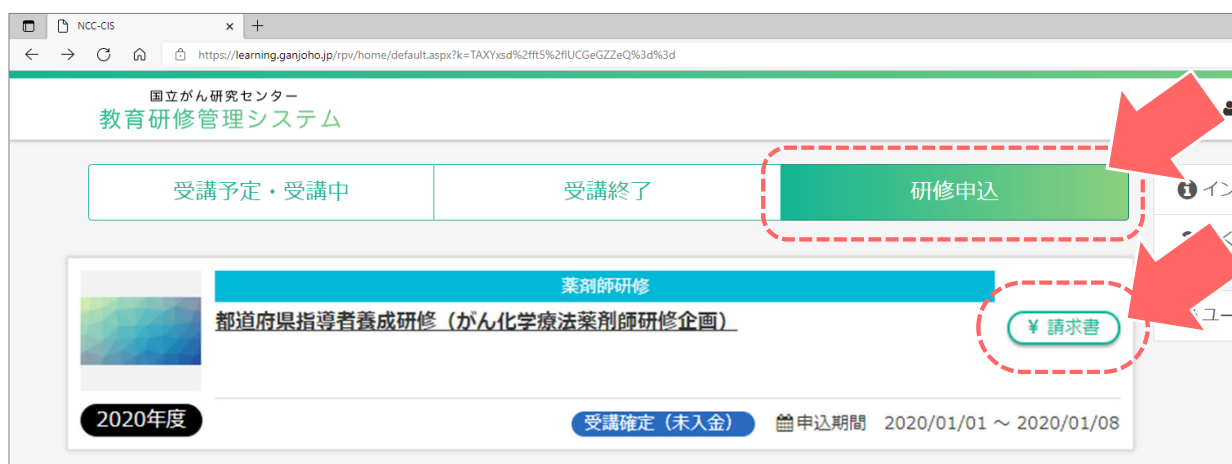 NCC-CIS
https://learning.ganjoho.jp/rpv/home/default.aspx?k=TAXYxsd%2fft5%2flUCGeGZZeQ%3d%3d
国立がん研究センター
教育研修管理システム
受講予定・受講中
受講終了
研修申込
イン
薬剤師研修
都道府県指導者養成研修（がん化学療法薬剤師研修企画）
¥ 請求書
ユー
2020年度
受講確定（未入金）
申込期間 2020/01/01 ～ 2020/01/08